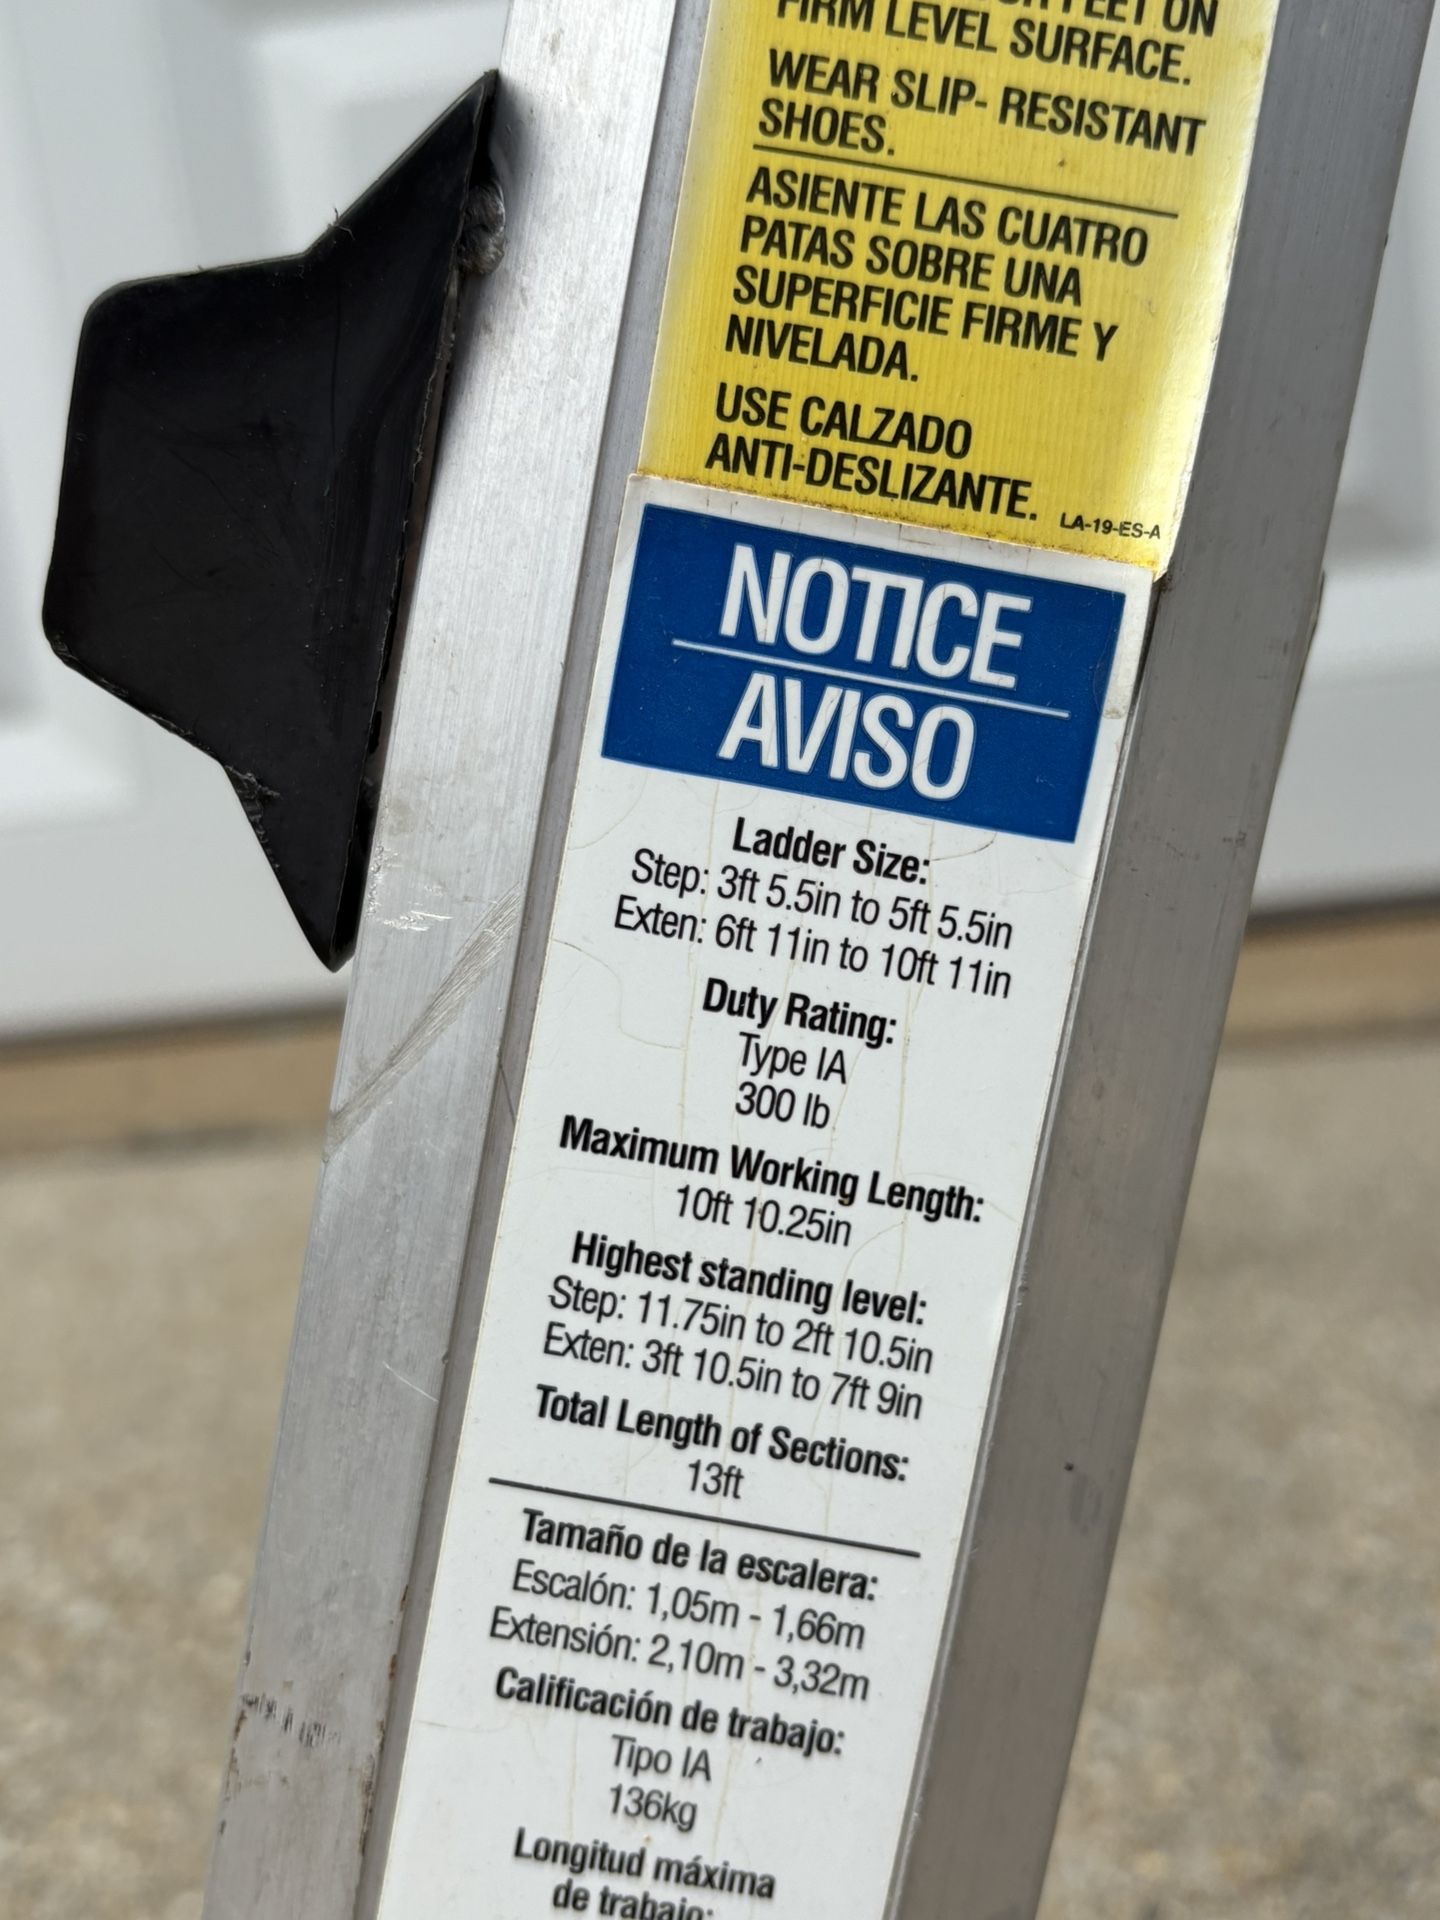 FEET ON
FIRM LEVEL SURFACE.
WEAR SLIP- RESISTANT
SHOES.
ASIENTE LAS CUATRO
PATAS SOBRE UNA
SUPERFICIE FIRME Y
NIVELADA.
USE CALZADO
ANTI-DESLIZANTE.
LA-19-ES-A
NOTICE
AVISO
Ladder Size:
Step: 3ft 5.5in to 5ft 5.5in
Exten: 6ft 11in to 10ft 11in
Duty Rating:
Type IA
300 lb
Maximum Working Length:
10ft 10.25in
Highest standing level:
Step: 11.75in to 2ft 10.5in
Exten: 3ft 10.5in to 7ft 9in
Total Length of Sections:
13ft
Tamaño de la escalera:
Escalón: 1,05m - 1,66m
Extensión: 2,10m - 3,32m
Calificación de trabajo:
Tipo IA
136kg
Longitud máxima
de trabajo: